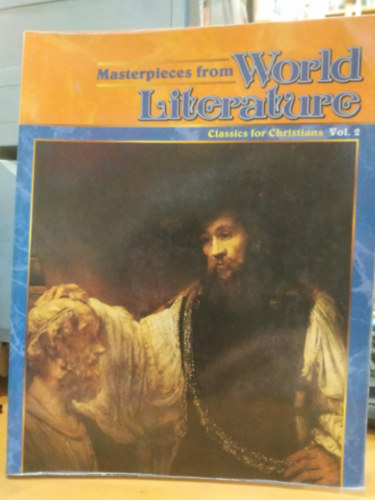 Masterpieces from World
Literature
Classics for Christians Vol. 2